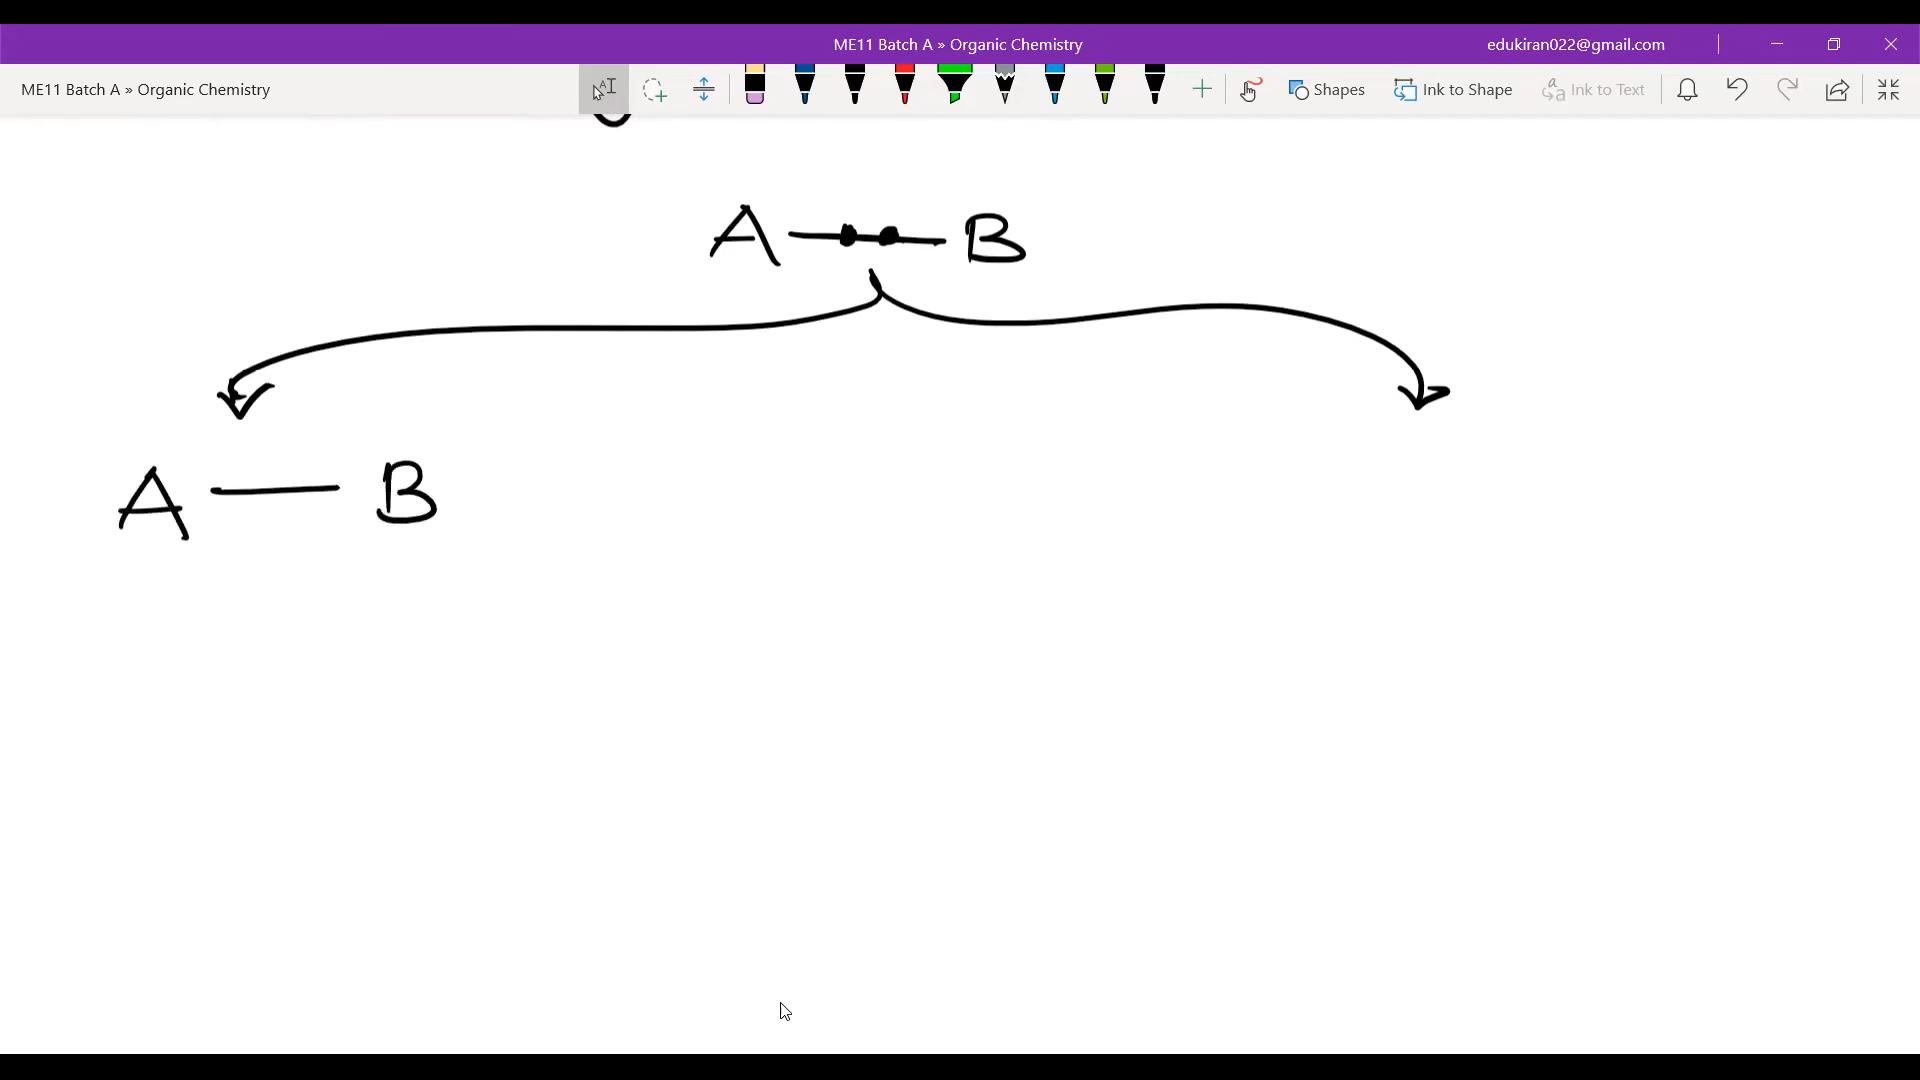 ME11 Batch A » Organic Chemistry edukiran022@gmail.com
ME11 Batch A » Organic Chemistry Shapes Ink to Shape Ink to Text
A — B
A — B